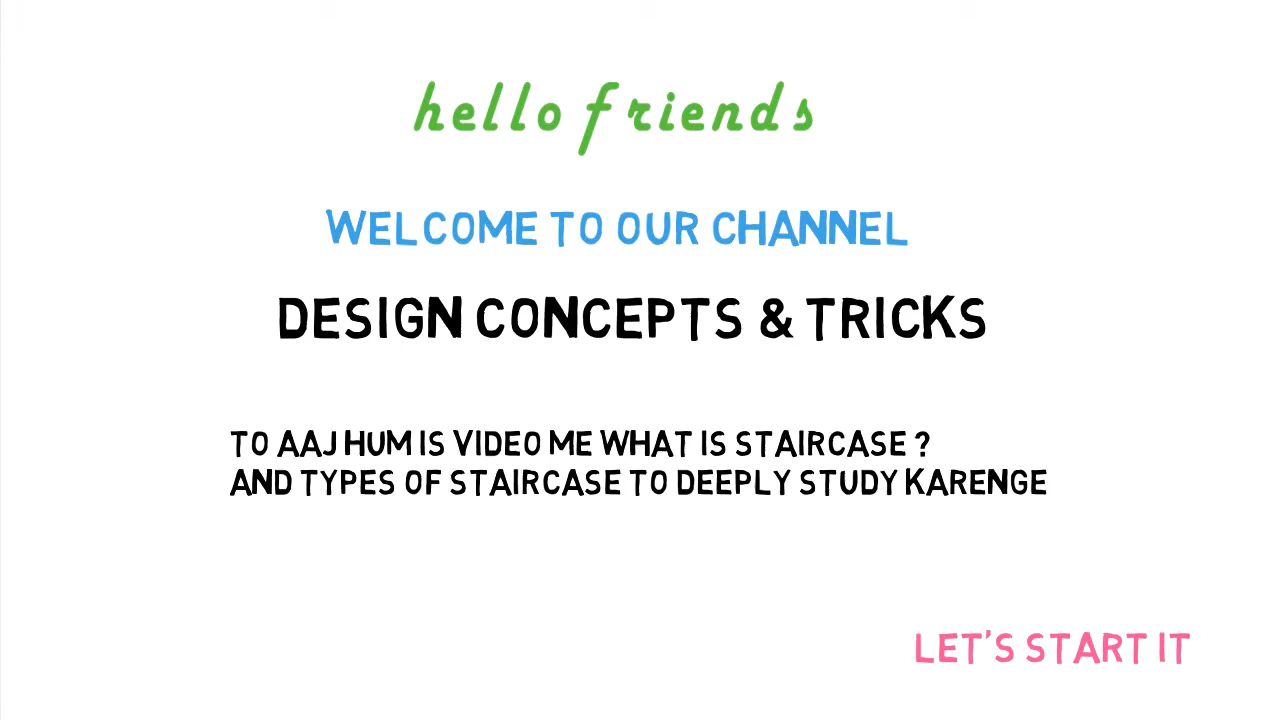 hello friends
WELCOME TO OUR CHANNEL
DESIGN CONCEPTS & TRICKS
TO AAJ HUM IS VIDEO ME WHAT IS STAIRCASE ?
AND TYPES OF STAIRCASE TO DEEPLY STUDY KARENGE
LET'S START IT